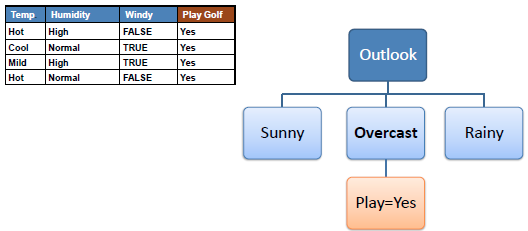 Temp Humidity Windy Play Golf
Hot High FALSE Yes
Cool Normal TRUE Yes
Mild High TRUE Yes
Hot Normal FALSE Yes
Outlook
Sunny Overcast Rainy
Play=Yes